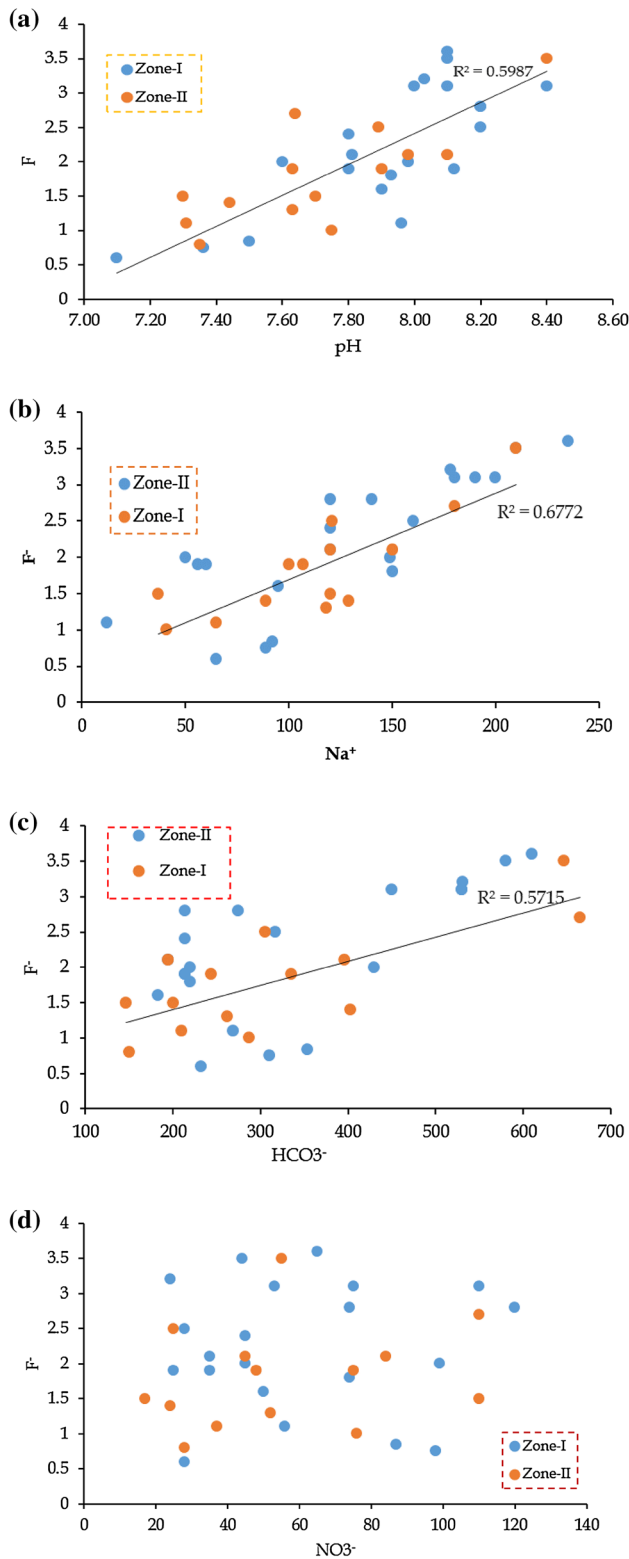 (a)
4
3.5
3
2.5
2
1.5
1
0.5
0
F
Zone-I
Zone-II
R² = 0.5987
7.00 7.20 7.40 7.60 7.80 8.00 8.20 8.40 8.60
pH
(b)
4
3.5
3
2.5
2
1.5
1
0.5
0
F-
Zone-II
Zone-I
R² = 0.6772
0 50 100 150 200 250
Na+
(c)
4
3.5
3
2.5
2
1.5
1
0.5
0
F-
Zone-II
Zone-I
R² = 0.5715
100 200 300 400 500 600 700
HCO3-
(d)
4
3.5
3
2.5
2
1.5
1
0.5
0
F-
Zone-I
Zone-II
0 20 40 60 80 100 120 140
NO3-